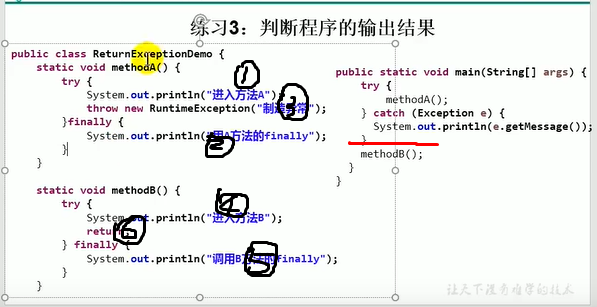 练习3：判断程序的输出结果
public class ReturnExceptionDemo {
static void methodA() {
try {
System.out.println("进入方法A");
throw new RuntimeException("制造异常");
}finally {
System.out.println("用A方法的finally");
}
}
static void methodB() {
try {
System.out.println("进入方法B");
return;
} finally {
System.out.println("调用B方法的finally");
}
}
public static void main(String[] args) {
try {
methodA();
} catch (Exception e) {
System.out.println(e.getMessage());
}
methodB();
}
}
1
3
2
4
6
5
让天下没有难学的技术